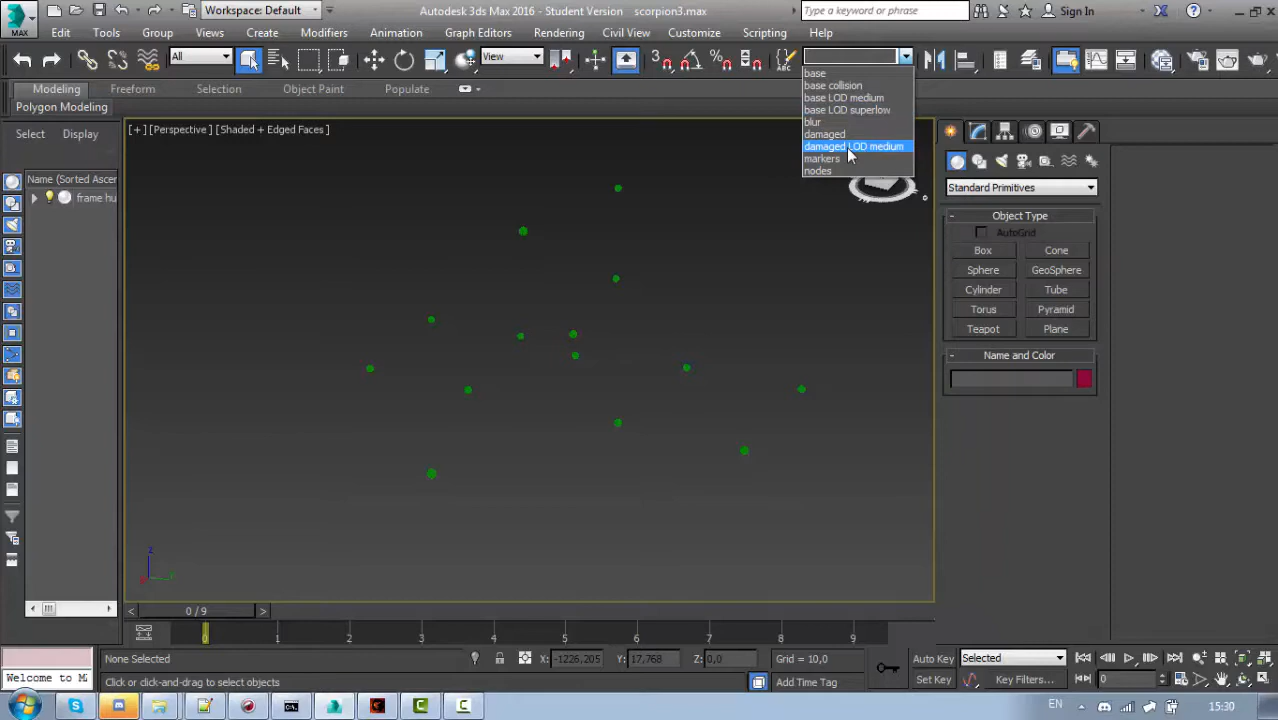 MAX
Workspace: Default
Autodesk 3ds Max 2016 - Student Version scorpion3.max
Type a keyword or phrase
Sign In
Edit Tools Group Views Create Modifiers Animation Graph Editors Rendering Civil View Customize Scripting Help
All
View
base
base collision
base LOD medium
base LOD superlow
blur
damaged
damaged LOD medium
markers
nodes
Modeling Freeform Selection Object Paint Populate
Polygon Modeling
Select Display
[+] [Perspective ] [Shaded + Edged Faces ]
Name (Sorted Ascen
frame hu
Standard Primitives
Object Type
AutoGrid
Box Cone
Sphere GeoSphere
Cylinder Tube
Torus Pyramid
Teapot Plane
Name and Color
z
0 / 9
0 1 2 3 4 5 6 7 8 9
None Selected
X: -1226,205 Y: 17,768 Z: 0,0
Grid = 10,0
Auto Key
Selected
Welcome to M
Click or click-and-drag to select objects
Add Time Tag
Set Key
Key Filters...
0
EN
15:30